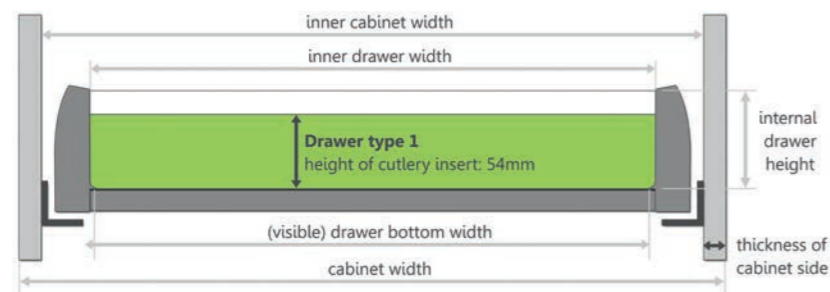 inner cabinet width
inner drawer width
Drawer type 1
height of cutlery insert: 54mm
internal
drawer
height
(visible) drawer bottom width
thickness of
cabinet side
cabinet width